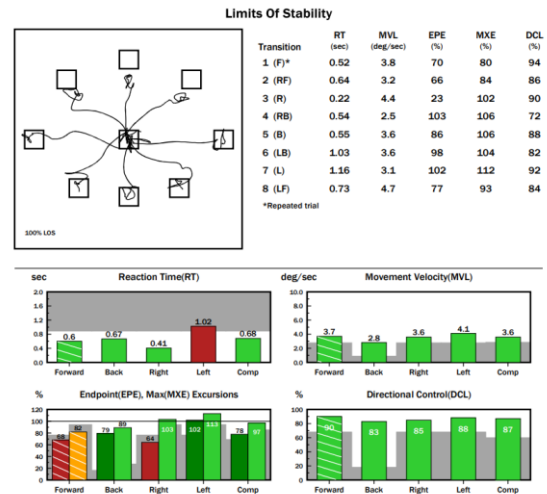 Limits Of Stability
RT MVL EPE MXE DCL
Transition (sec) (deg/sec) (%) (%) (%)
1 (F)* 0.52 3.8 70 80 94
2 (RF) 0.64 3.2 66 84 86
3 (R) 0.22 4.4 23 102 90
4 (RB) 0.54 2.5 103 106 72
5 (B) 0.55 3.6 86 106 88
6 (LB) 1.03 3.6 98 104 82
7 (L) 1.16 3.1 102 112 92
8 (LF) 0.73 4.7 77 93 84
*Repeated trial
100% LOS
sec Reaction Time(RT)
2.0
1.6
1.2
0.8
0.4
0.0
0.6 0.67 0.41 1.02 0.68
Forward Back Right Left Comp
deg/sec Movement Velocity(MVL)
10.0
8.0
6.0
4.0
2.0
0.0
3.7 2.8 3.6 4.1 3.6
Forward Back Right Left Comp
% Endpoint(EPE), Max(MXE) Excursions
120
100
80
60
40
20
0
68 82 79 89 64 103 102 113 78 97
Forward Back Right Left Comp
% Directional Control(DCL)
100
80
60
40
20
0
90 83 85 88 87
Forward Back Right Left Comp